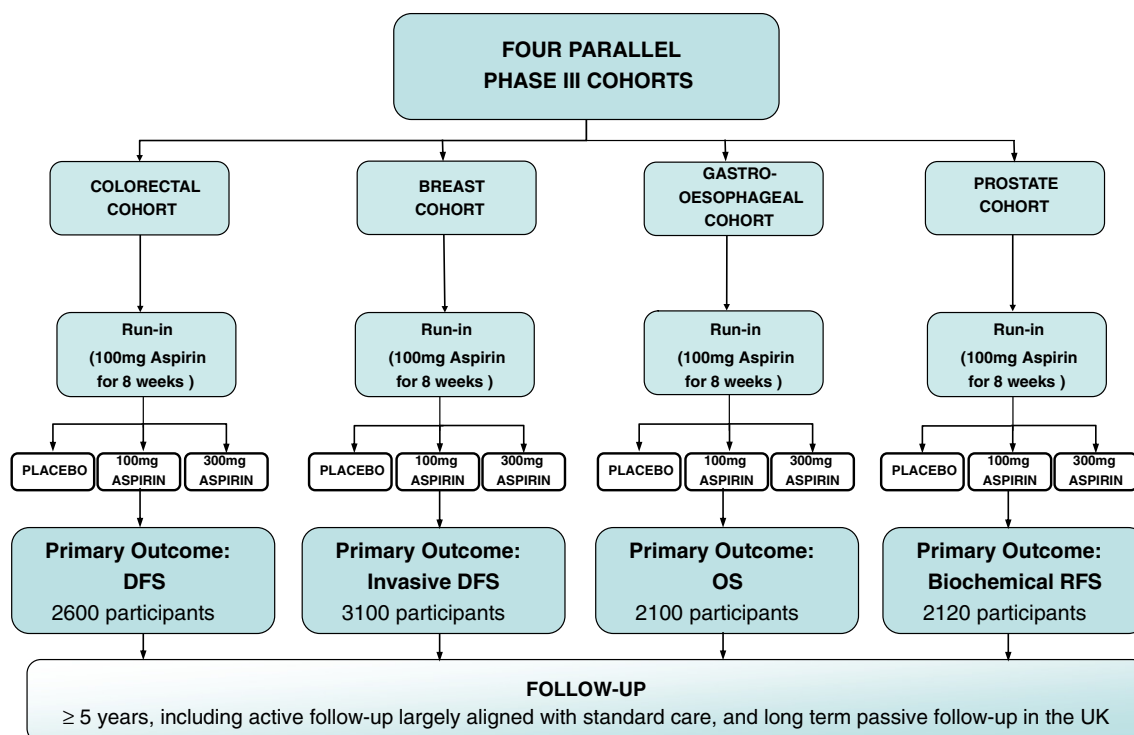 FOUR PARALLEL
PHASE III COHORTS
COLORECTAL
COHORT
BREAST
COHORT
GASTRO-
OESOPHAGEAL
COHORT
PROSTATE
COHORT
Run-in
(100mg Aspirin
for 8 weeks )
Run-in
(100mg Aspirin
for 8 weeks )
Run-in
(100mg Aspirin
for 8 weeks )
Run-in
(100mg Aspirin
for 8 weeks )
PLACEBO
100mg
ASPIRIN
300mg
ASPIRIN
PLACEBO
100mg
ASPIRIN
300mg
ASPIRIN
PLACEBO
100mg
ASPIRIN
300mg
ASPIRIN
PLACEBO
100mg
ASPIRIN
300mg
ASPIRIN
Primary Outcome:
DFS
2600 participants
Primary Outcome:
Invasive DFS
3100 participants
Primary Outcome:
OS
2100 participants
Primary Outcome:
Biochemical RFS
2120 participants
FOLLOW-UP
≥ 5 years, including active follow-up largely aligned with standard care, and long term passive follow-up in the UK